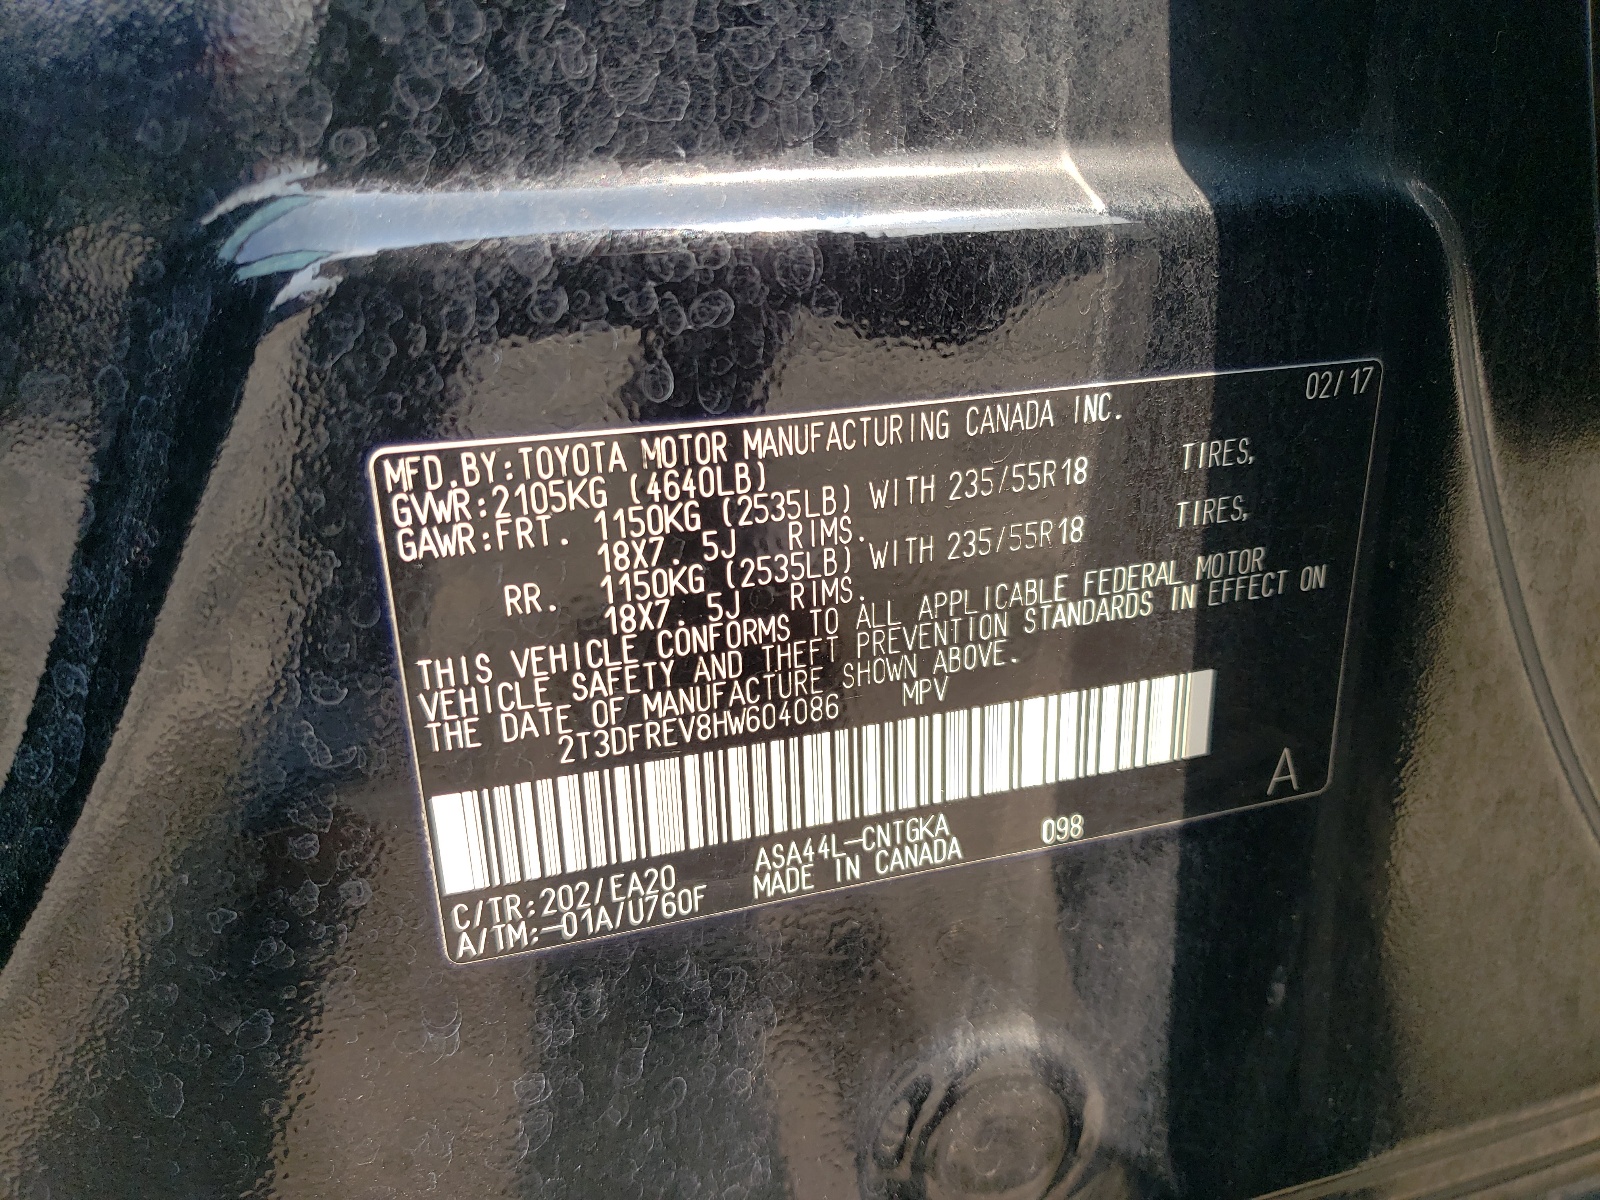 02/17
MFD.BY:TOYOTA MOTOR MANUFACTURING CANADA INC.
GVWR:2105KG (4640LB)
GAWR:FRT. 1150KG (2535LB) WITH 235/55R18 TIRES,
18X7.5J RIMS.
RR. 1150KG (2535LB) WITH 235/55R18 TIRES,
18X7.5J RIMS.
THIS VEHICLE CONFORMS TO ALL APPLICABLE FEDERAL MOTOR
VEHICLE SAFETY AND THEFT PREVENTION STANDARDS IN EFFECT ON
THE DATE OF MANUFACTURE SHOWN ABOVE.
2T3DFREV8HW604086 MPV
A
C/TR:202/EA20 ASA44L-CNTGKA 098
A/TM:-01A/U760F MADE IN CANADA